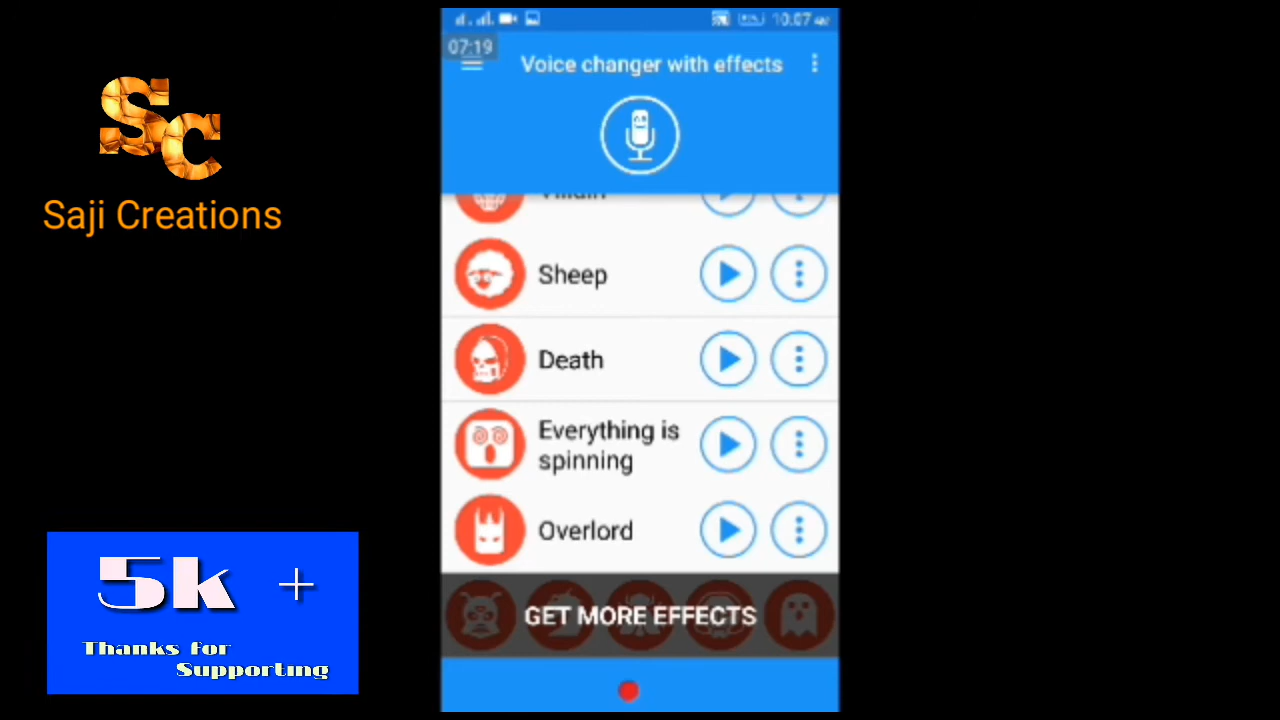 10:07
07:19
Voice changer with effects
SC
Saji Creations
Sheep
Death
Everything is
spinning
Overlord
GET MORE EFFECTS
5k +
Thanks for
Supporting